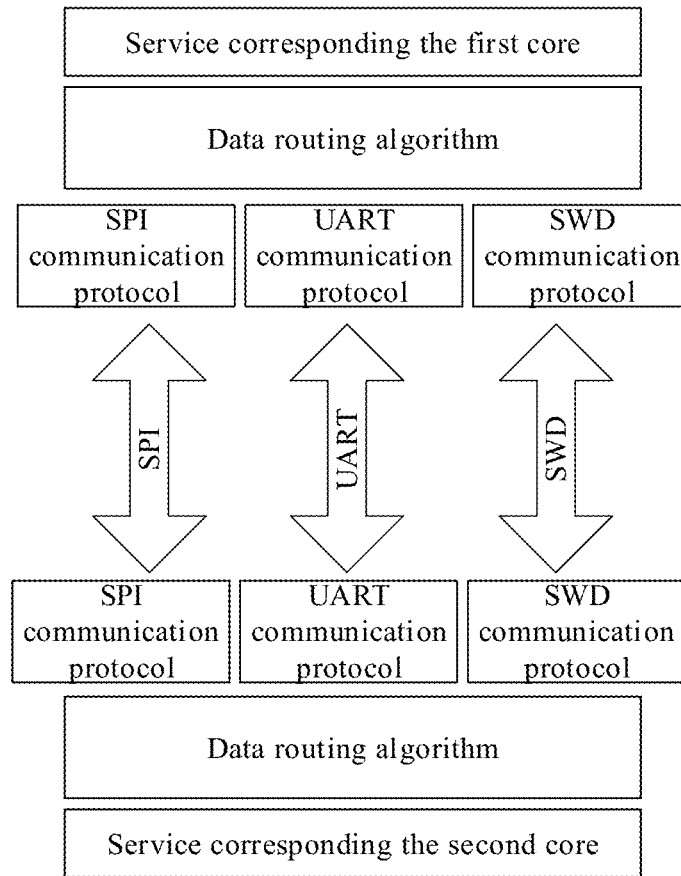 Service corresponding the first core
Data routing algorithm
SPI
communication
protocol
UART
communication
protocol
SWD
communication
protocol
SPI
UART
SWD
SPI
communication
protocol
UART
communication
protocol
SWD
communication
protocol
Data routing algorithm
Service corresponding the second core